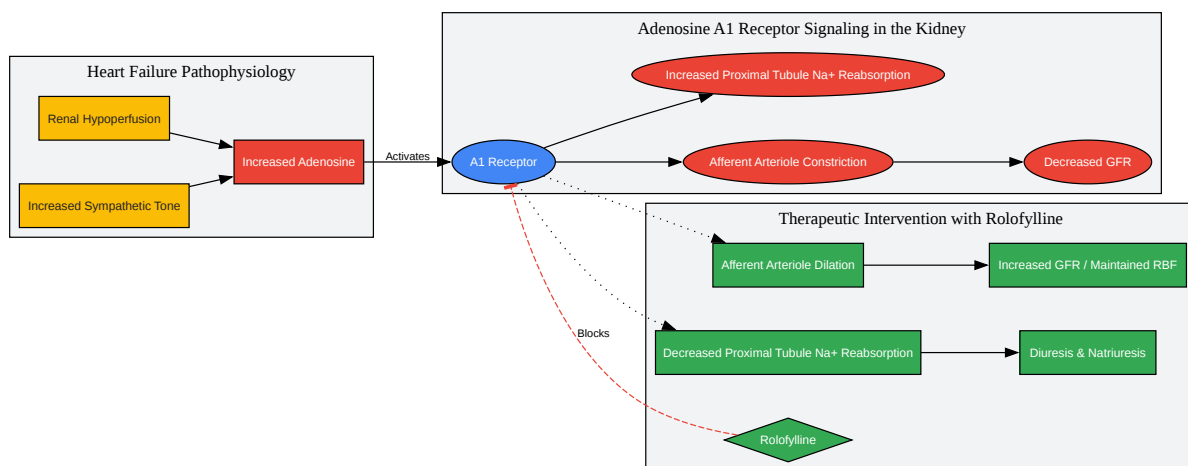 Heart Failure Pathophysiology
Renal Hypoperfusion
Increased Sympathetic Tone
Increased Adenosine
Activates
Adenosine A1 Receptor Signaling in the Kidney
A1 Receptor
Increased Proximal Tubule Na+ Reabsorption
Afferent Arteriole Constriction
Decreased GFR
Therapeutic Intervention with Rolofylline
Afferent Arteriole Dilation
Increased GFR / Maintained RBF
Blocks
Decreased Proximal Tubule Na+ Reabsorption
Diuresis & Natriuresis
Rolofylline